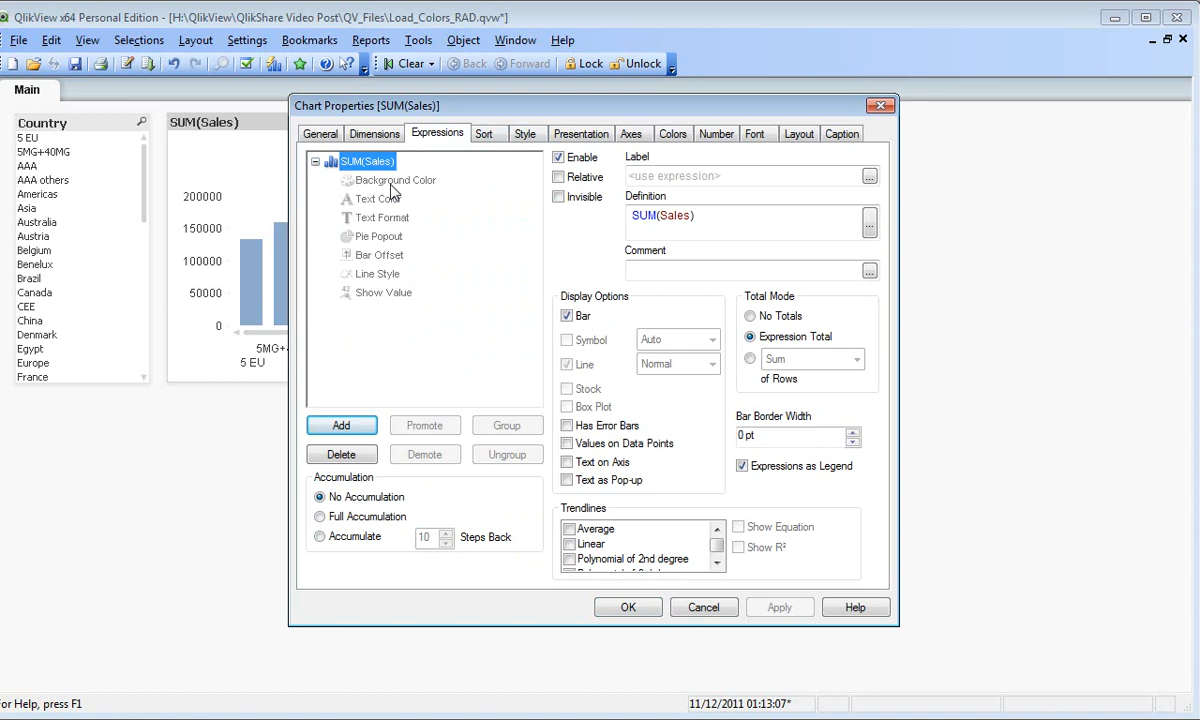 QlikView x64 Personal Edition - [H:\QlikView\QlikShare Video Post\QV_Files\Load_Colors_RAD.qvw*]
File Edit View Selections Layout Settings Bookmarks Reports Tools Object Window Help
Clear Back Forward Lock Unlock
Main
Country
5 EU
5MG+40MG
AAA
AAA others
Americas
Asia
Australia
Austria
Belgium
Benelux
Brazil
Canada
CEE
China
Denmark
Egypt
Europe
France
SUM(Sales)
200000
150000
100000
50000
0
5MG+4
5 EU
Chart Properties [SUM(Sales)]
General Dimensions Expressions Sort Style Presentation Axes Colors Number Font Layout Caption
SUM(Sales)
Background Color
Text Color
Text Format
Pie Popout
Bar Offset
Line Style
Show Value
Add Promote Group
Delete Demote Ungroup
Accumulation
No Accumulation
Full Accumulation
Accumulate 10 Steps Back
Enable
Relative
Invisible
Label
<use expression> ...
Definition
SUM(Sales) ...
Comment
...
Display Options
Bar
Symbol Auto
Line Normal
Stock
Box Plot
Has Error Bars
Values on Data Points
Text on Axis
Text as Pop-up
Total Mode
No Totals
Expression Total
Sum
of Rows
Bar Border Width
0 pt
Expressions as Legend
Trendlines
Average
Linear
Polynomial of 2nd degree
Show Equation
Show R²
OK Cancel Apply Help
or Help, press F1
11/12/2011 01:13:07*